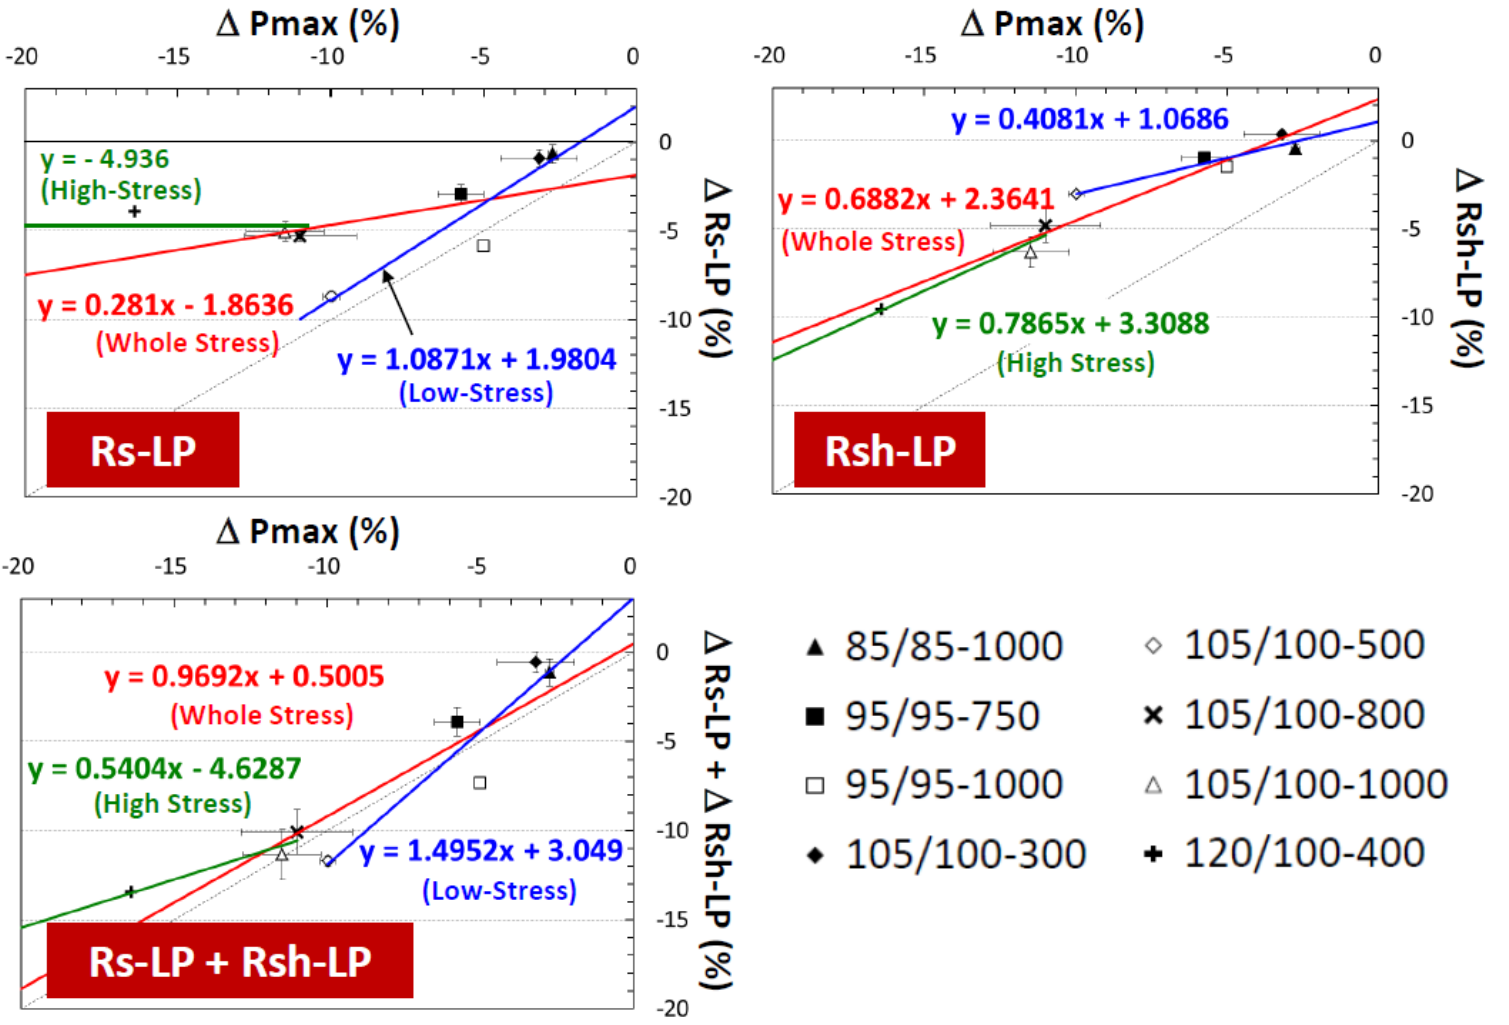 Δ Pmax (%)
-20 -15 -10 -5 0
0
-5
-10
-15
-20
Δ Rs-LP (%)
y = - 4.936
(High-Stress)
y = 0.281x - 1.8636
(Whole Stress)
y = 1.0871x + 1.9804
(Low-Stress)
Rs-LP
Δ Pmax (%)
-20 -15 -10 -5 0
0
-5
-10
-15
-20
Δ Rsh-LP (%)
y = 0.4081x + 1.0686
y = 0.6882x + 2.3641
(Whole Stress)
y = 0.7865x + 3.3088
(High Stress)
Rsh-LP
Δ Pmax (%)
-20 -15 -10 -5 0
0
-5
-10
-15
-20
Δ Rs-LP + Δ Rsh-LP (%)
y = 0.9692x + 0.5005
(Whole Stress)
y = 0.5404x - 4.6287
(High Stress)
y = 1.4952x + 3.049
(Low-Stress)
Rs-LP + Rsh-LP
85/85-1000
95/95-750
95/95-1000
105/100-300
105/100-500
105/100-800
105/100-1000
120/100-400